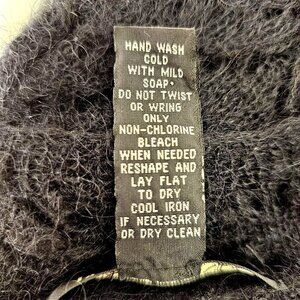 HAND WASH
COLD
WITH MILD
SOAP·
DO NOT TWIST
OR WRING
ONLY
NON-CHLORINE
BLEACH
WHEN NEEDED
RESHAPE AND
LAY FLAT
TO DRY
COOL IRON
IF NECESSARY
OR DRY CLEAN